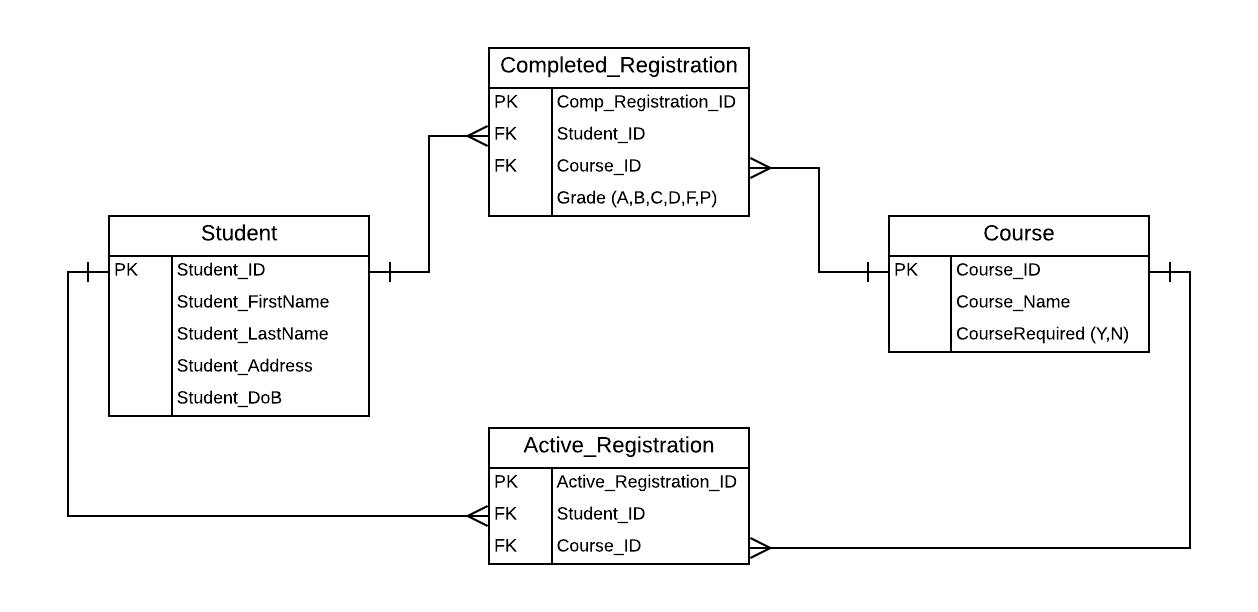 Completed_Registration
PK Comp_Registration_ID
FK Student_ID
FK Course_ID
Grade (A,B,C,D,F,P)
Student
PK Student_ID
Student_FirstName
Student_LastName
Student_Address
Student_DoB
Course
PK Course_ID
Course_Name
CourseRequired (Y,N)
Active_Registration
PK Active_Registration_ID
FK Student_ID
FK Course_ID